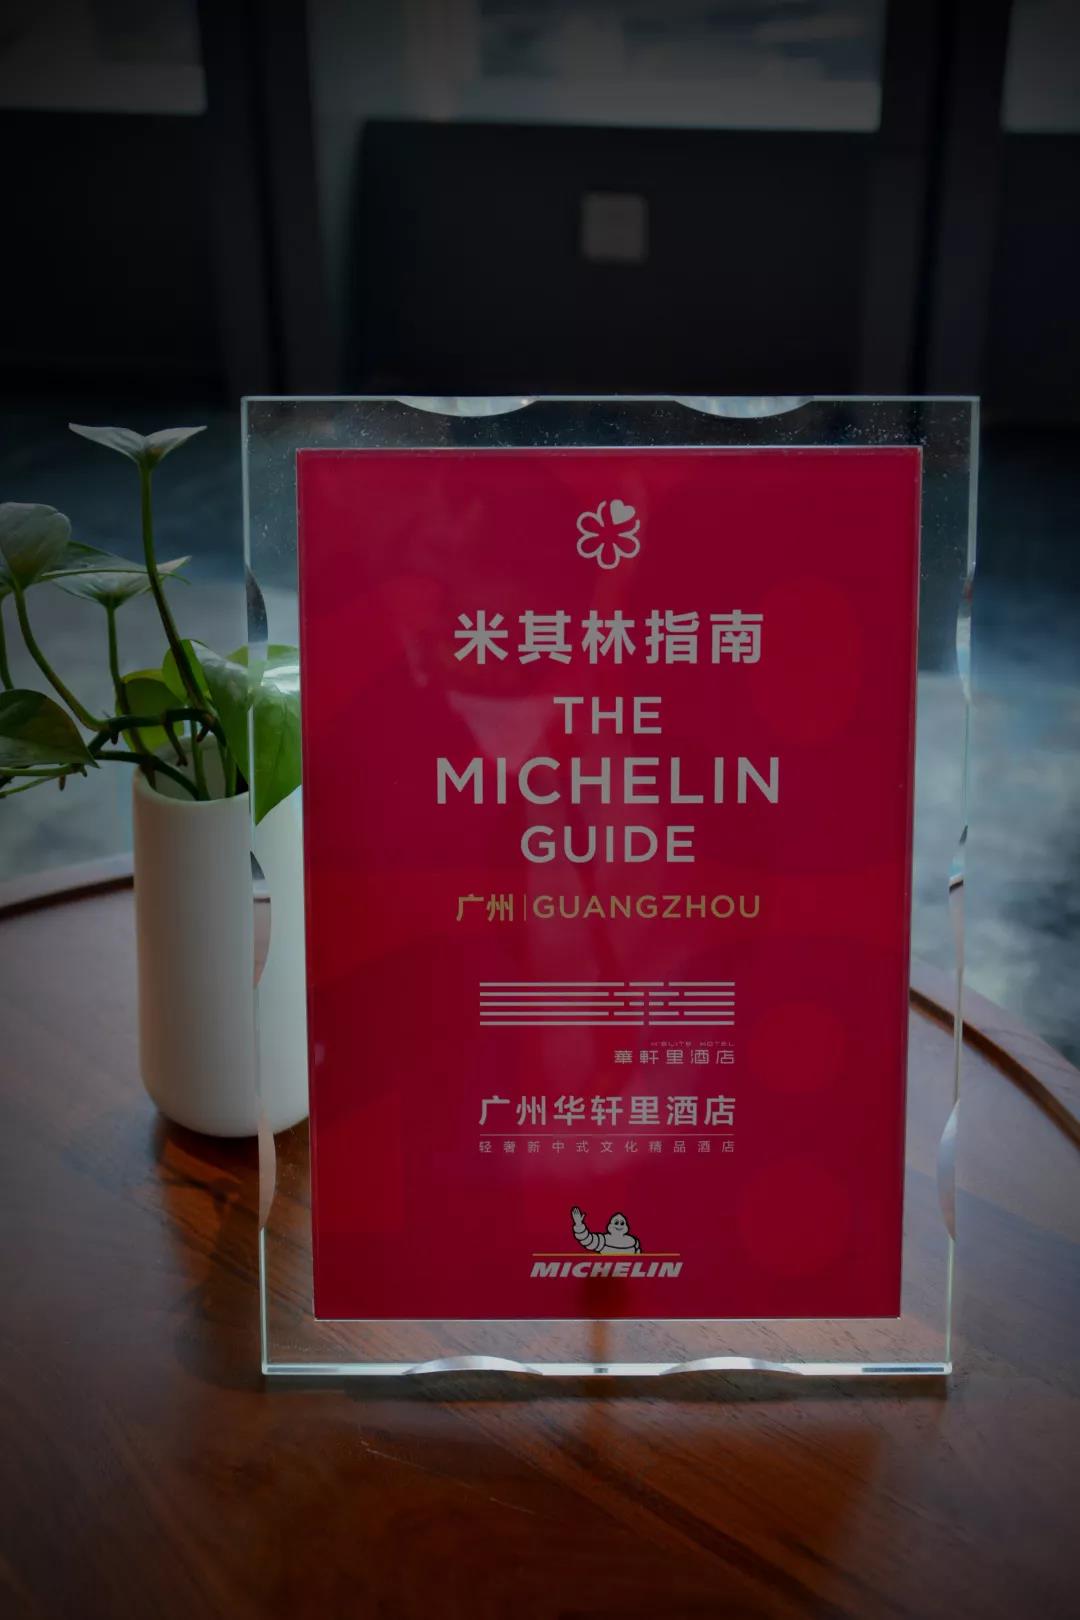 米其林指南
THE
MICHELIN
GUIDE
广州|GUANGZHOU
H'ELITE HOTEL
華軒里酒店
广州华轩里酒店
轻奢新中式文化精品酒店
MICHELIN